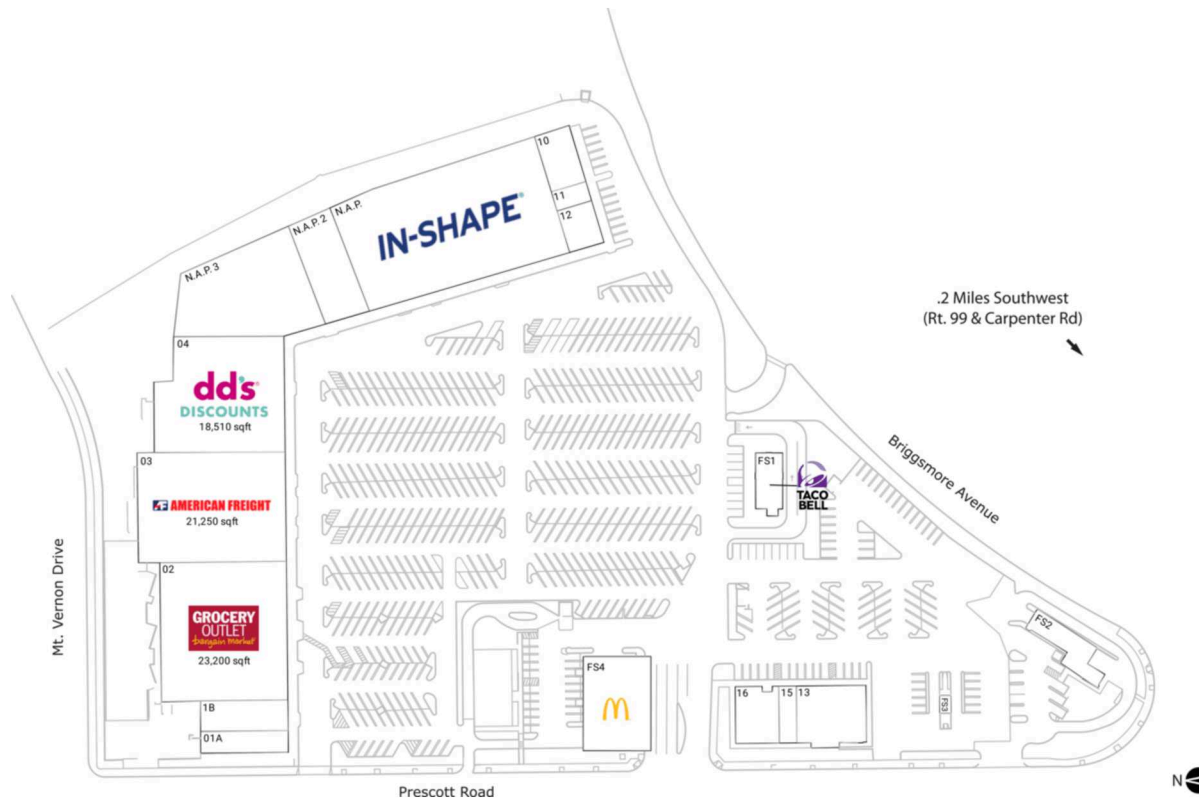 10
11
12
N.A.P.
N.A.P. 2
N.A.P. 3
IN-SHAPE
04
dd's
DISCOUNTS
18,510 sqft
.2 Miles Southwest
(Rt. 99 & Carpenter Rd)
03
AF AMERICAN FREIGHT
21,250 sqft
FS1
TACO
BELL
Briggsmore Avenue
Mt. Vernon Drive
02
GROCERY
OUTLET
bargain market
23,200 sqft
1B
01A
FS4
M
16
15
13
FS3
FS2
Prescott Road
N